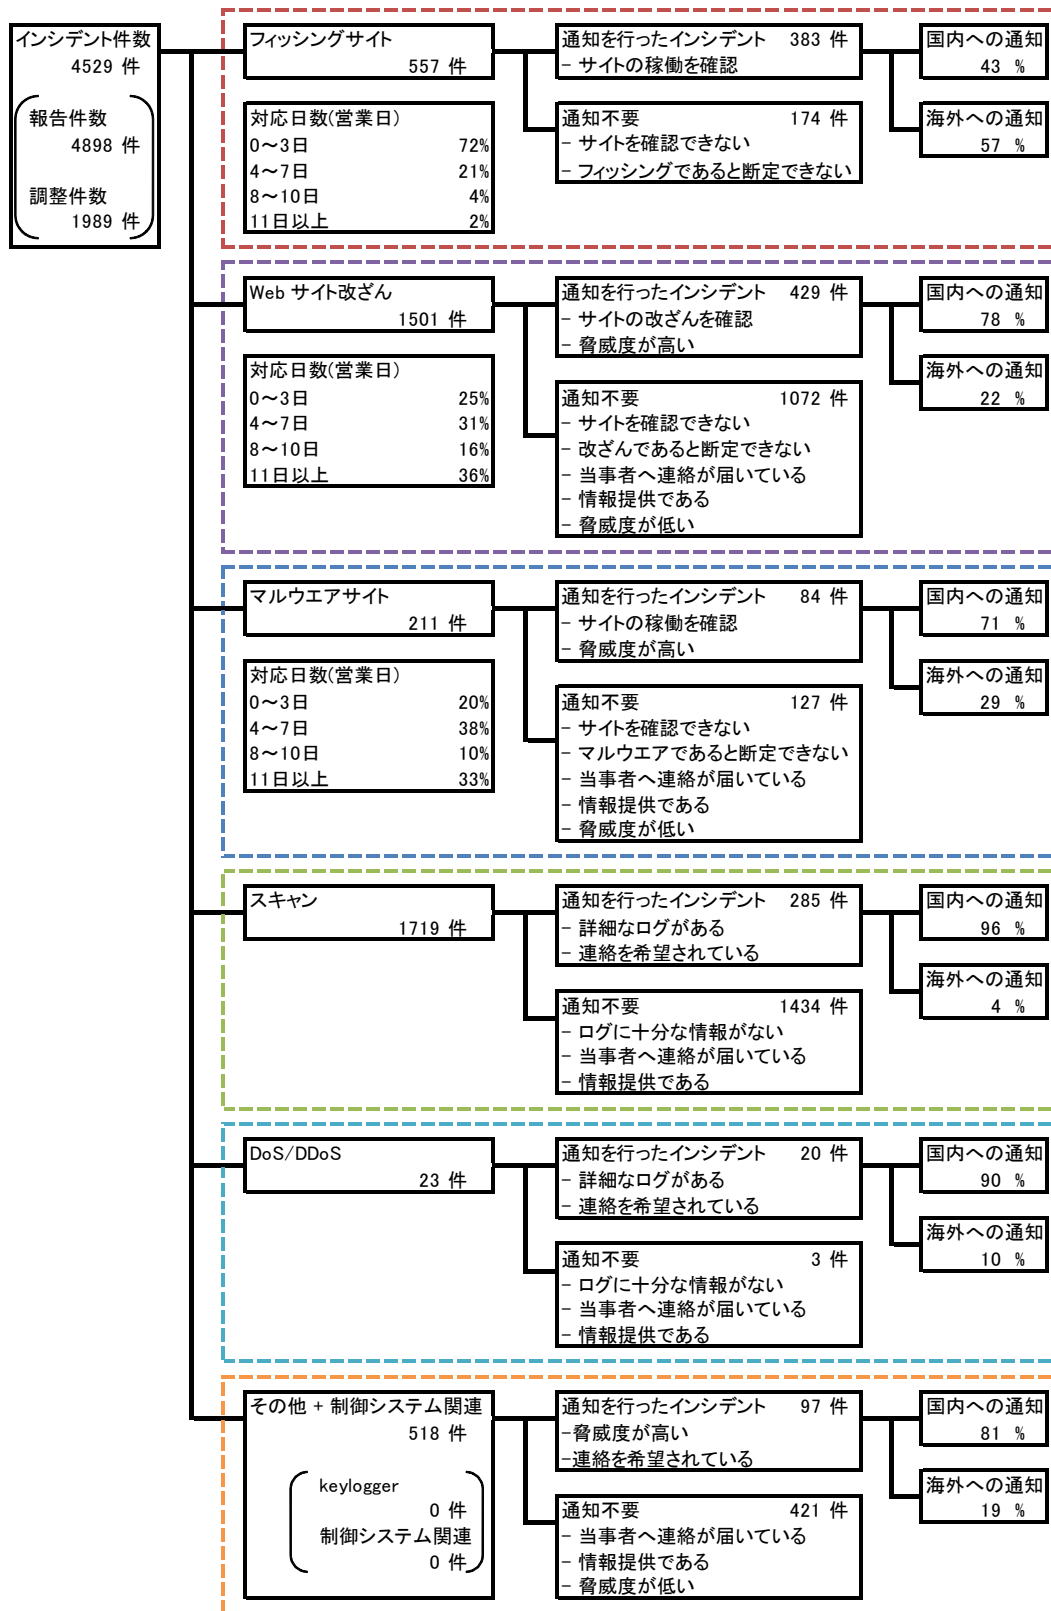 インシデント件数
4529 件
報告件数
4898 件
調整件数
1989 件
フィッシングサイト
557 件
対応日数(営業日)
0～3日 72%
4～7日 21%
8～10日 4%
11日以上 2%
通知を行ったインシデント 383 件
- サイトの稼働を確認
通知不要 174 件
- サイトを確認できない
- フィッシングであると断定できない
国内への通知
43 %
海外への通知
57 %
Web サイト改ざん
1501 件
対応日数(営業日)
0～3日 25%
4～7日 31%
8～10日 16%
11日以上 36%
通知を行ったインシデント 429 件
- サイトの改ざんを確認
- 脅威度が高い
通知不要 1072 件
- サイトを確認できない
- 改ざんであると断定できない
- 当事者へ連絡が届いている
- 情報提供である
- 脅威度が低い
国内への通知
78 %
海外への通知
22 %
マルウエアサイト
211 件
対応日数(営業日)
0～3日 20%
4～7日 38%
8～10日 10%
11日以上 33%
通知を行ったインシデント 84 件
- サイトの稼働を確認
- 脅威度が高い
通知不要 127 件
- サイトを確認できない
- マルウエアであると断定できない
- 当事者へ連絡が届いている
- 情報提供である
- 脅威度が低い
国内への通知
71 %
海外への通知
29 %
スキャン
1719 件
通知を行ったインシデント 285 件
- 詳細なログがある
- 連絡を希望されている
通知不要 1434 件
- ログに十分な情報がない
- 当事者へ連絡が届いている
- 情報提供である
国内への通知
96 %
海外への通知
4 %
DoS/DDoS
23 件
通知を行ったインシデント 20 件
- 詳細なログがある
- 連絡を希望されている
通知不要 3 件
- ログに十分な情報がない
- 当事者へ連絡が届いている
- 情報提供である
国内への通知
90 %
海外への通知
10 %
その他 + 制御システム関連
518 件
keylogger
0 件
制御システム関連
0 件
通知を行ったインシデント 97 件
-脅威度が高い
-連絡を希望されている
通知不要 421 件
- 当事者へ連絡が届いている
- 情報提供である
- 脅威度が低い
国内への通知
81 %
海外への通知
19 %